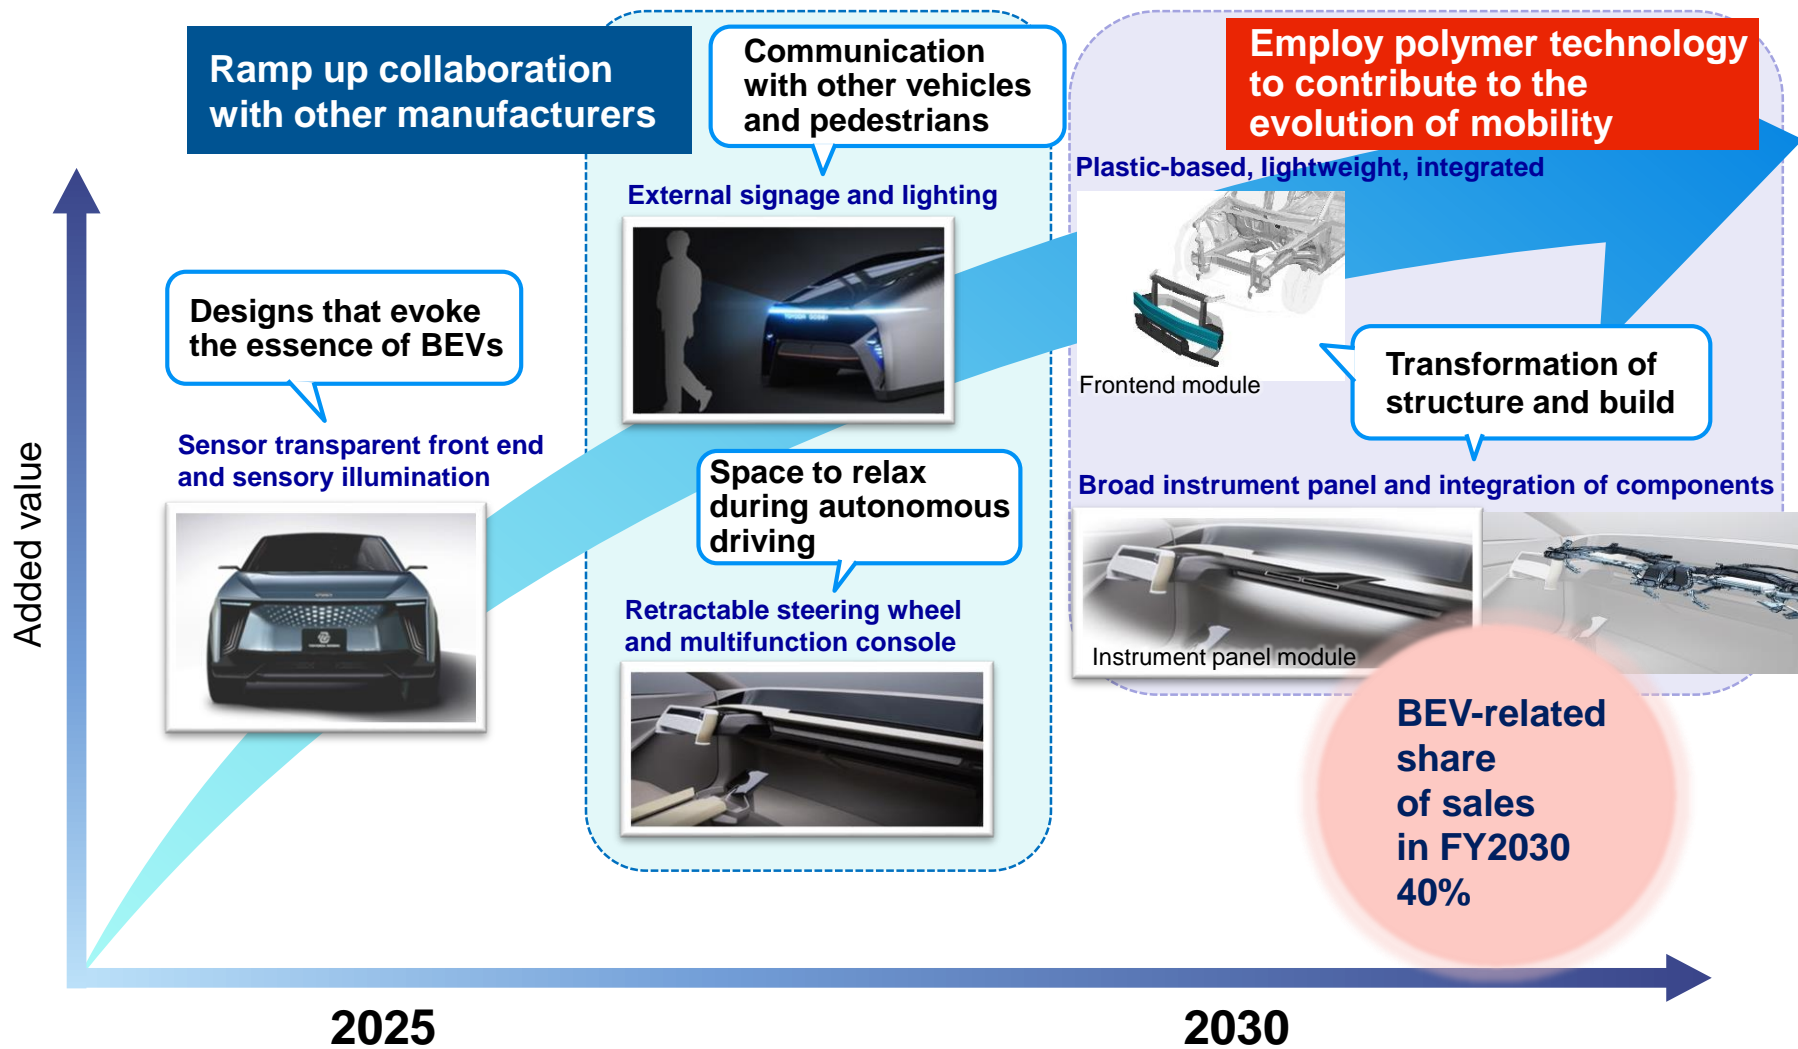 Ramp up collaboration
with other manufacturers
Communication
with other vehicles
and pedestrians
Employ polymer technology
to contribute to the
evolution of mobility
External signage and lighting
Plastic-based, lightweight, integrated
Designs that evoke
the essence of BEVs
Frontend module
Transformation of
structure and build
Sensor transparent front end
and sensory illumination
Space to relax
during autonomous
driving
Broad instrument panel and integration of components
Retractable steering wheel
and multifunction console
Instrument panel module
BEV-related
share
of sales
in FY2030
40%
Added value
2025
2030